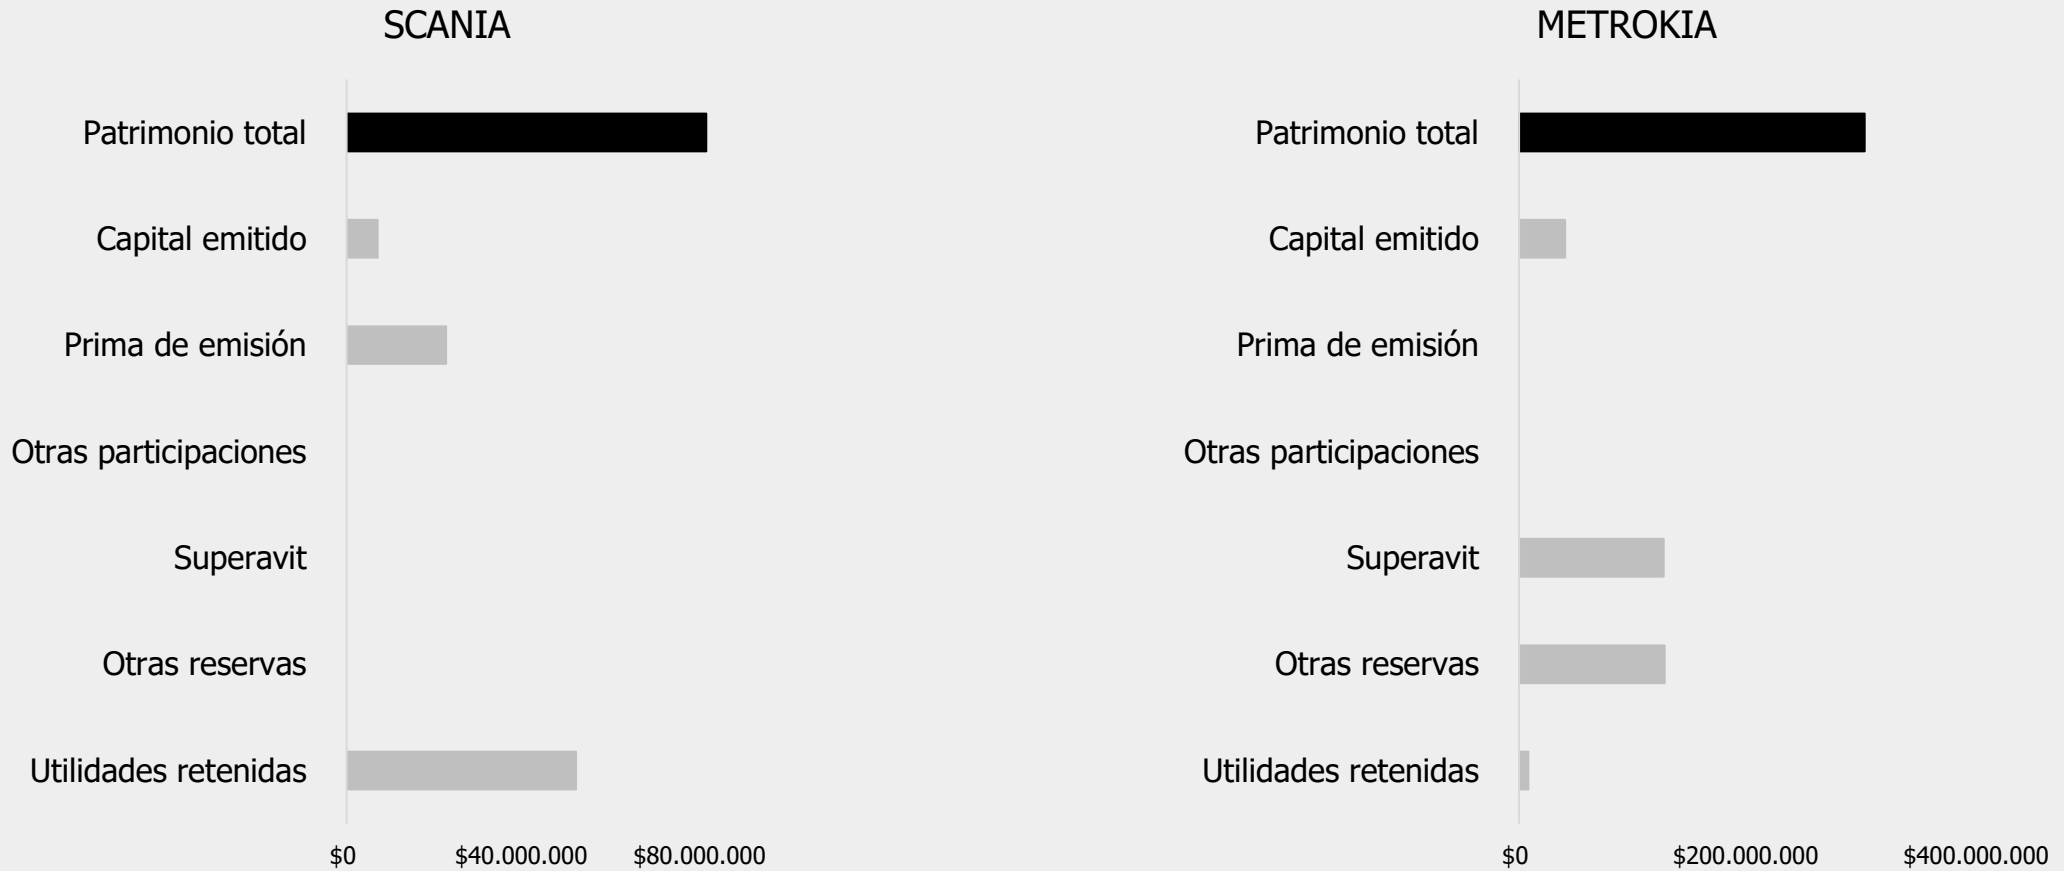 SCANIA
Patrimonio total
Capital emitido
Prima de emisión
Otras participaciones
Superavit
Otras reservas
Utilidades retenidas
$0 $40.000.000 $80.000.000
METROKIA
Patrimonio total
Capital emitido
Prima de emisión
Otras participaciones
Superavit
Otras reservas
Utilidades retenidas
$0 $200.000.000 $400.000.000